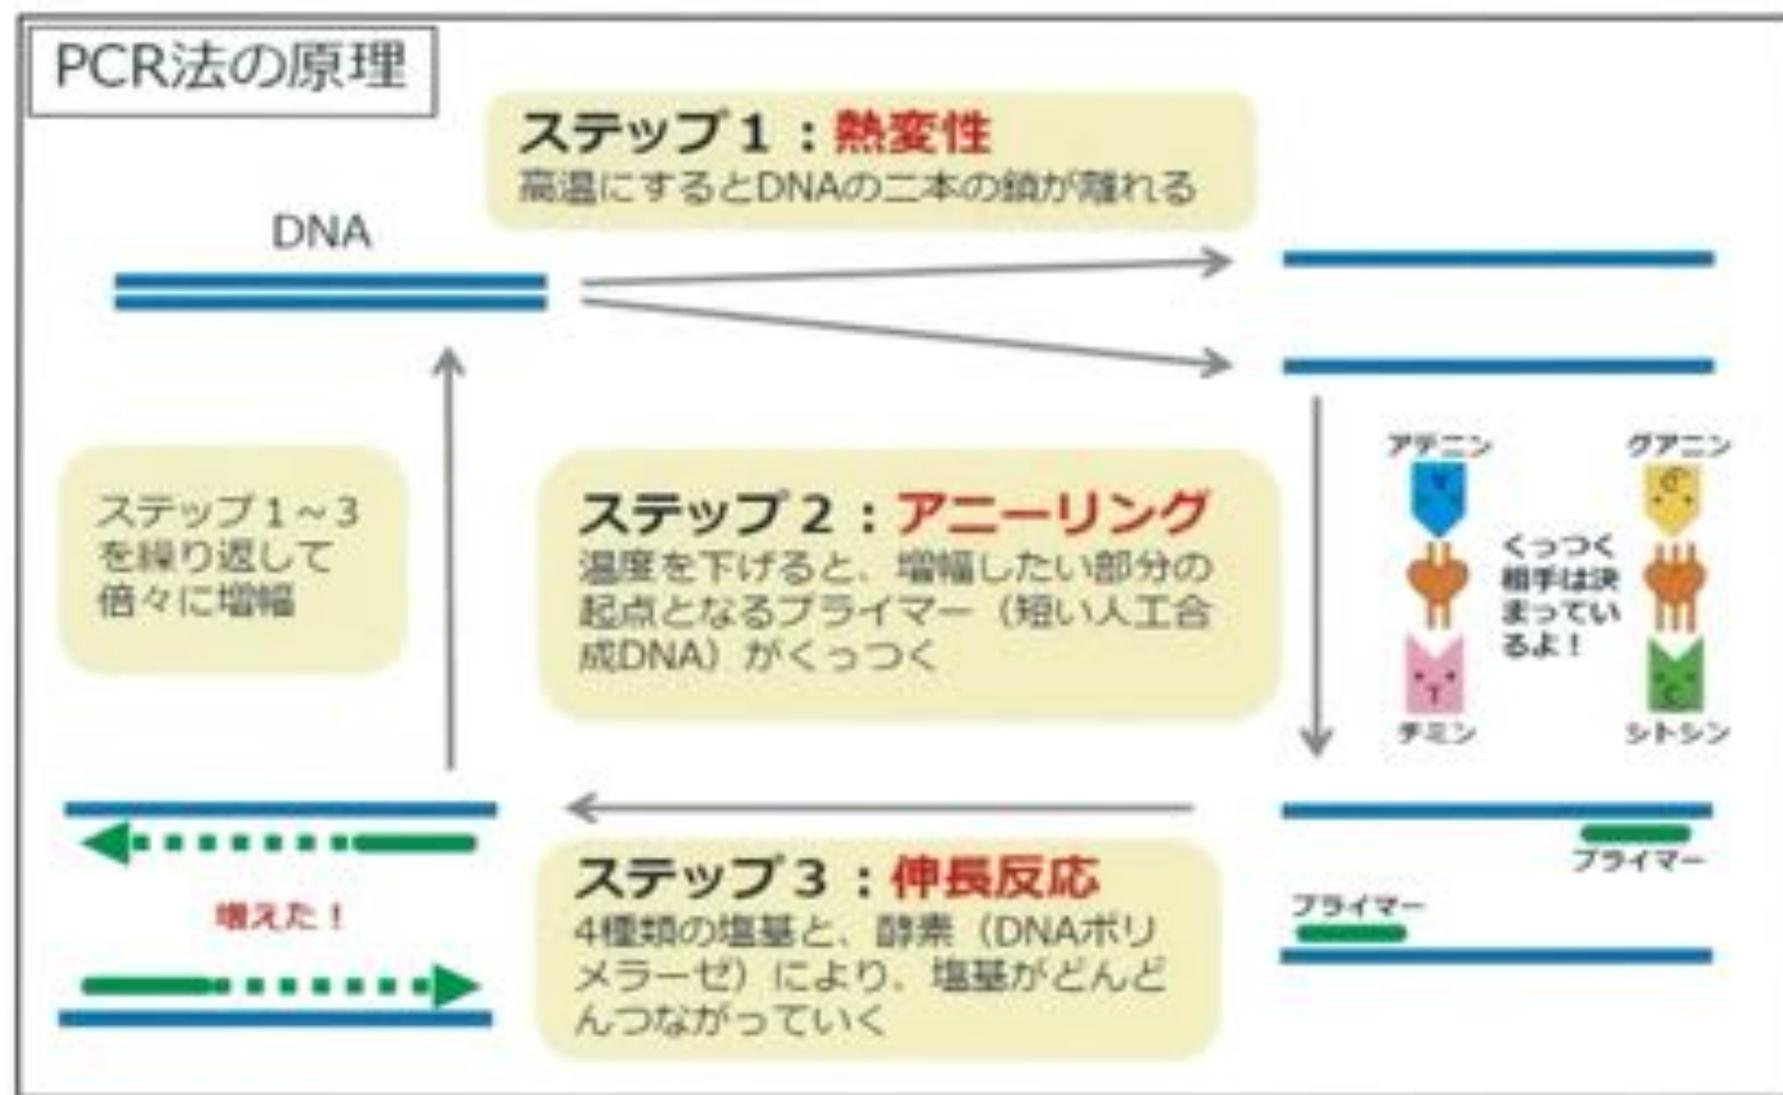 PCR法の原理
ステップ1：熱変性
高温にするとDNAの二本の鎖が離れる
DNA
ステップ1～3
を繰り返して
倍々に増幅
ステップ2：アニーリング
温度を下げると、増幅したい部分の
起点となるプライマー（短い人工合
成DNA）がくっつく
アデニン
グアニン
A
G
くっつく
相手は決
まってい
るよ！
T
C
チミン
シトシン
増えた！
ステップ3：伸長反応
4種類の塩基と、酵素（DNAポリ
メラーゼ）により、塩基がどんど
んつながっていく
プライマー
プライマー